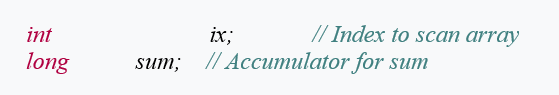 int ix; // Index to scan array
long sum; // Accumulator for sum